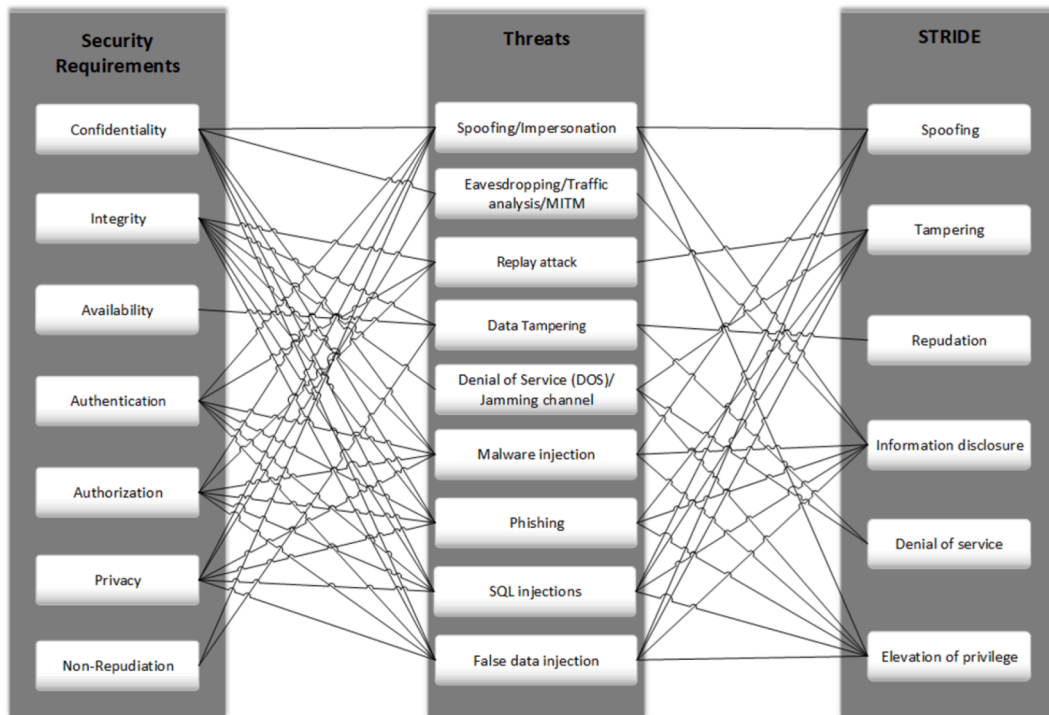 Security
Requirements
Confidentiality
Integrity
Availability
Authentication
Authorization
Privacy
Non-Repudiation
Threats
Spoofing/Impersonation
Eavesdropping/Traffic
analysis/MITM
Replay attack
Data Tampering
Denial of Service (DOS)/
Jamming channel
Malware injection
Phishing
SQL injections
False data injection
STRIDE
Spoofing
Tampering
Repudation
Information disclosure
Denial of service
Elevation of privilege